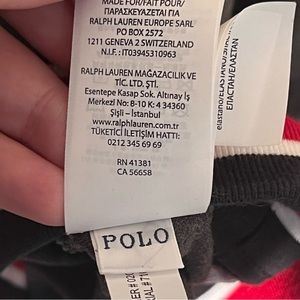 MADE FOR/FAIT POUR/
ΠΑΡΑΣΚΕΥΑΖΕΤΑΙ ΓΙΑ
RALPH LAUREN EUROPE SARL
PO BOX 2572
1211 GENEVA 2 SWITZERLAND
N.I.F. : IT03945310963
RALPH LAUREN MAĞAZACILIK VE
TİC. LTD. ŞTİ.
Esentepe Kasap Sok. Altınay İş
Merkezi No: 8-10 K: 4 34360
Şişli – İstanbul
www.ralphlauren.com.tr
TÜKETİCİ İLETİŞİM HATTI:
0212 345 69 69
RN 41381
CA 56658
POLO
ЕЛАСТАН/ΕΛΑΣΤΑΝ